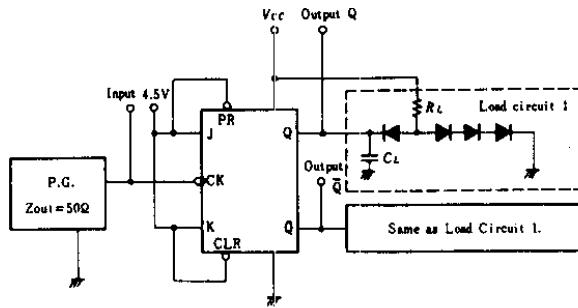 Vcc
Output Q
Input 4.5V
PR
J
Q
RL
Load circuit 1
CL
P.G.
Zout = 50Ω
CK
Output
Q̄
K
CLR
Q
Same as Load Circuit 1.